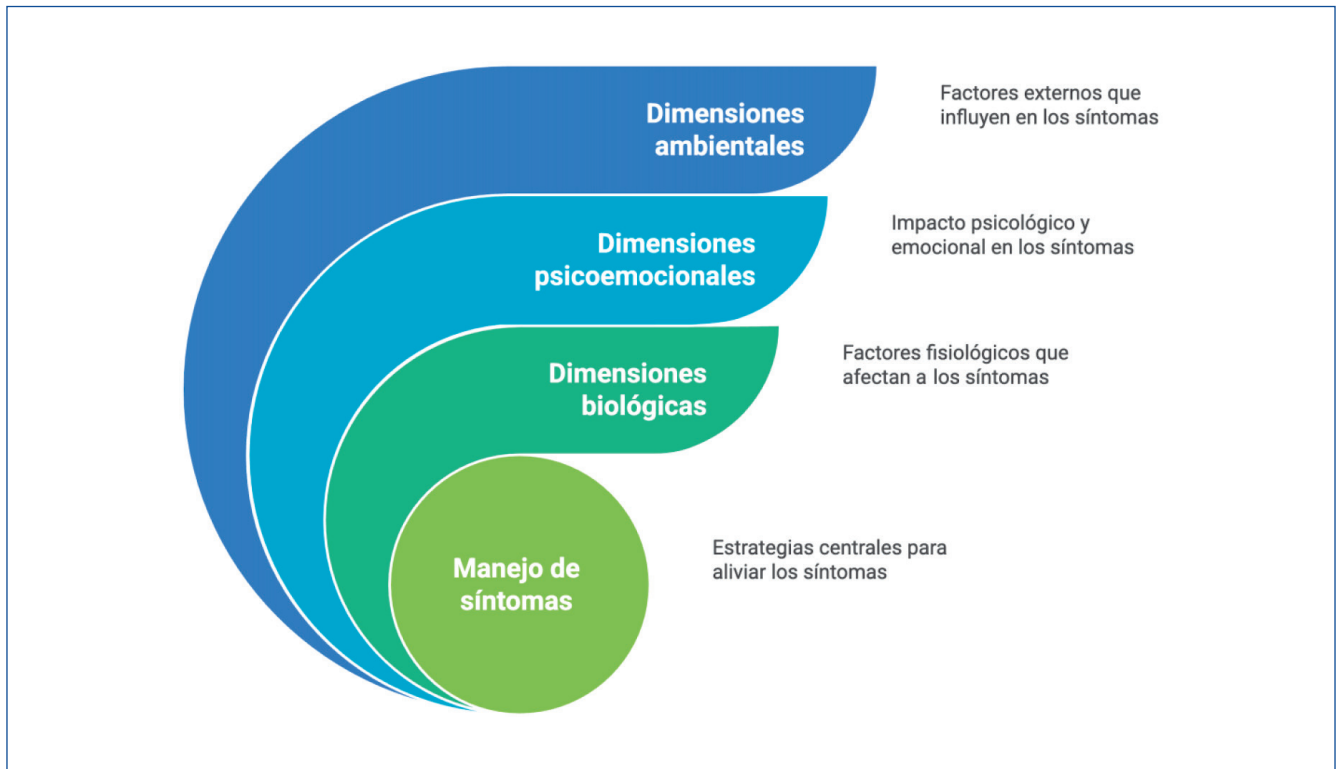 Dimensiones
ambientales
Factores externos que
influyen en los síntomas
Dimensiones
psicoemocionales
Impacto psicológico y
emocional en los síntomas
Dimensiones
biológicas
Factores fisiológicos que
afectan a los síntomas
Manejo de
síntomas
Estrategias centrales para
aliviar los síntomas